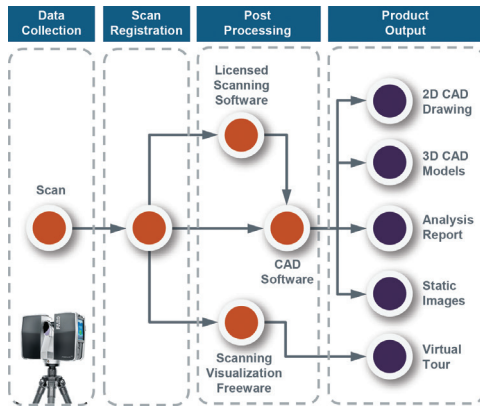 Data
Collection
Scan
Registration
Post
Processing
Product
Output
Licensed
Scanning
Software
2D CAD
Drawing
3D CAD
Models
Scan
Analysis
Report
CAD
Software
Static
Images
Scanning
Visualization
Freeware
Virtual
Tour